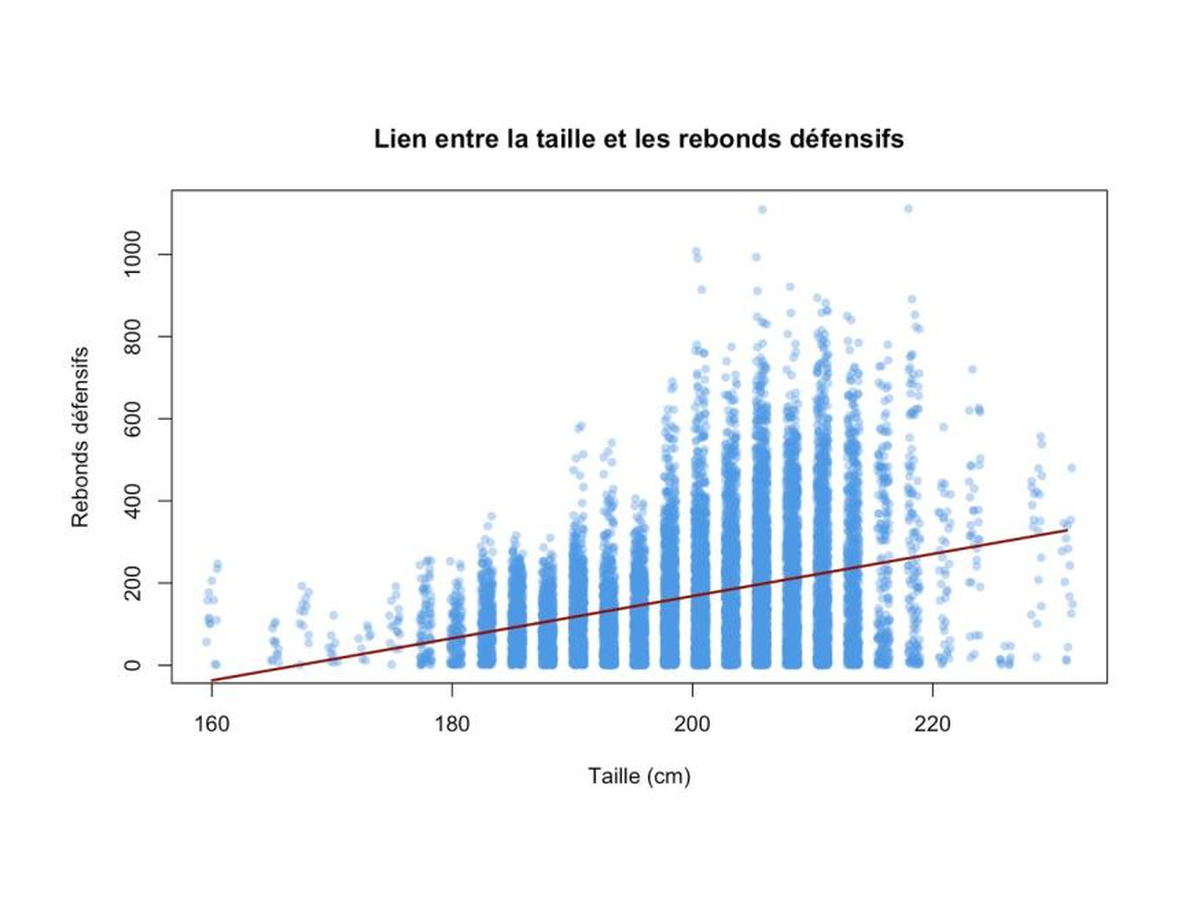 Lien entre la taille et les rebonds défensifs
1000
800
600
400
200
0
Rebonds défensifs
160 180 200 220
Taille (cm)